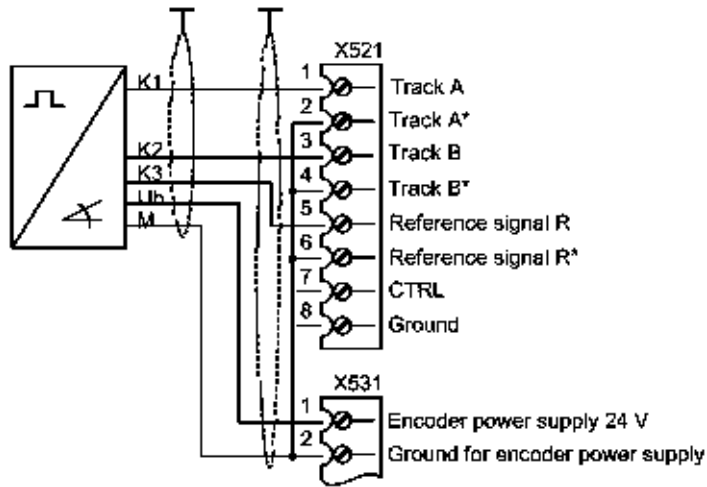 X521
K1
1 Track A
2 Track A*
K2
3 Track B
K3
4 Track B*
Ub
M
5 Reference signal R
6 Reference signal R*
7 CTRL
8 Ground
X531
1 Encoder power supply 24 V
2 Ground for encoder power supply